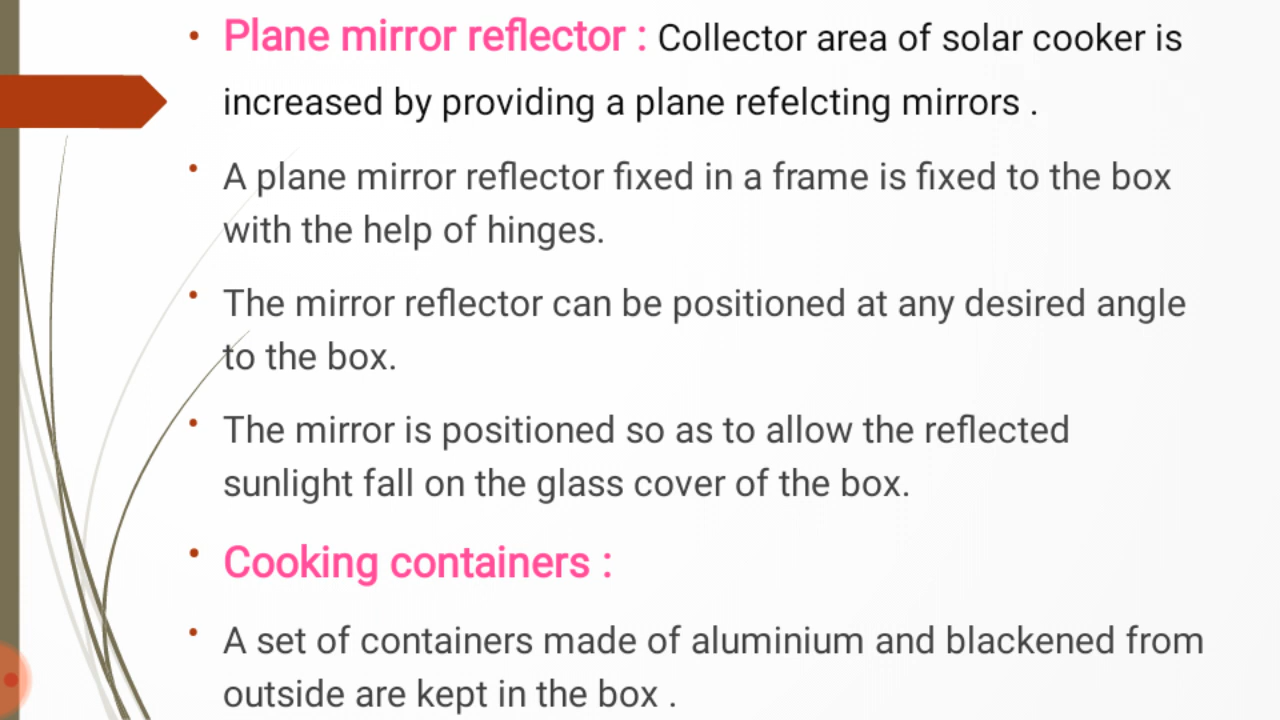 • Plane mirror reflector : Collector area of solar cooker is
increased by providing a plane refelcting mirrors .
• A plane mirror reflector fixed in a frame is fixed to the box
with the help of hinges.
• The mirror reflector can be positioned at any desired angle
to the box.
• The mirror is positioned so as to allow the reflected
sunlight fall on the glass cover of the box.
• Cooking containers :
• A set of containers made of aluminium and blackened from
outside are kept in the box .